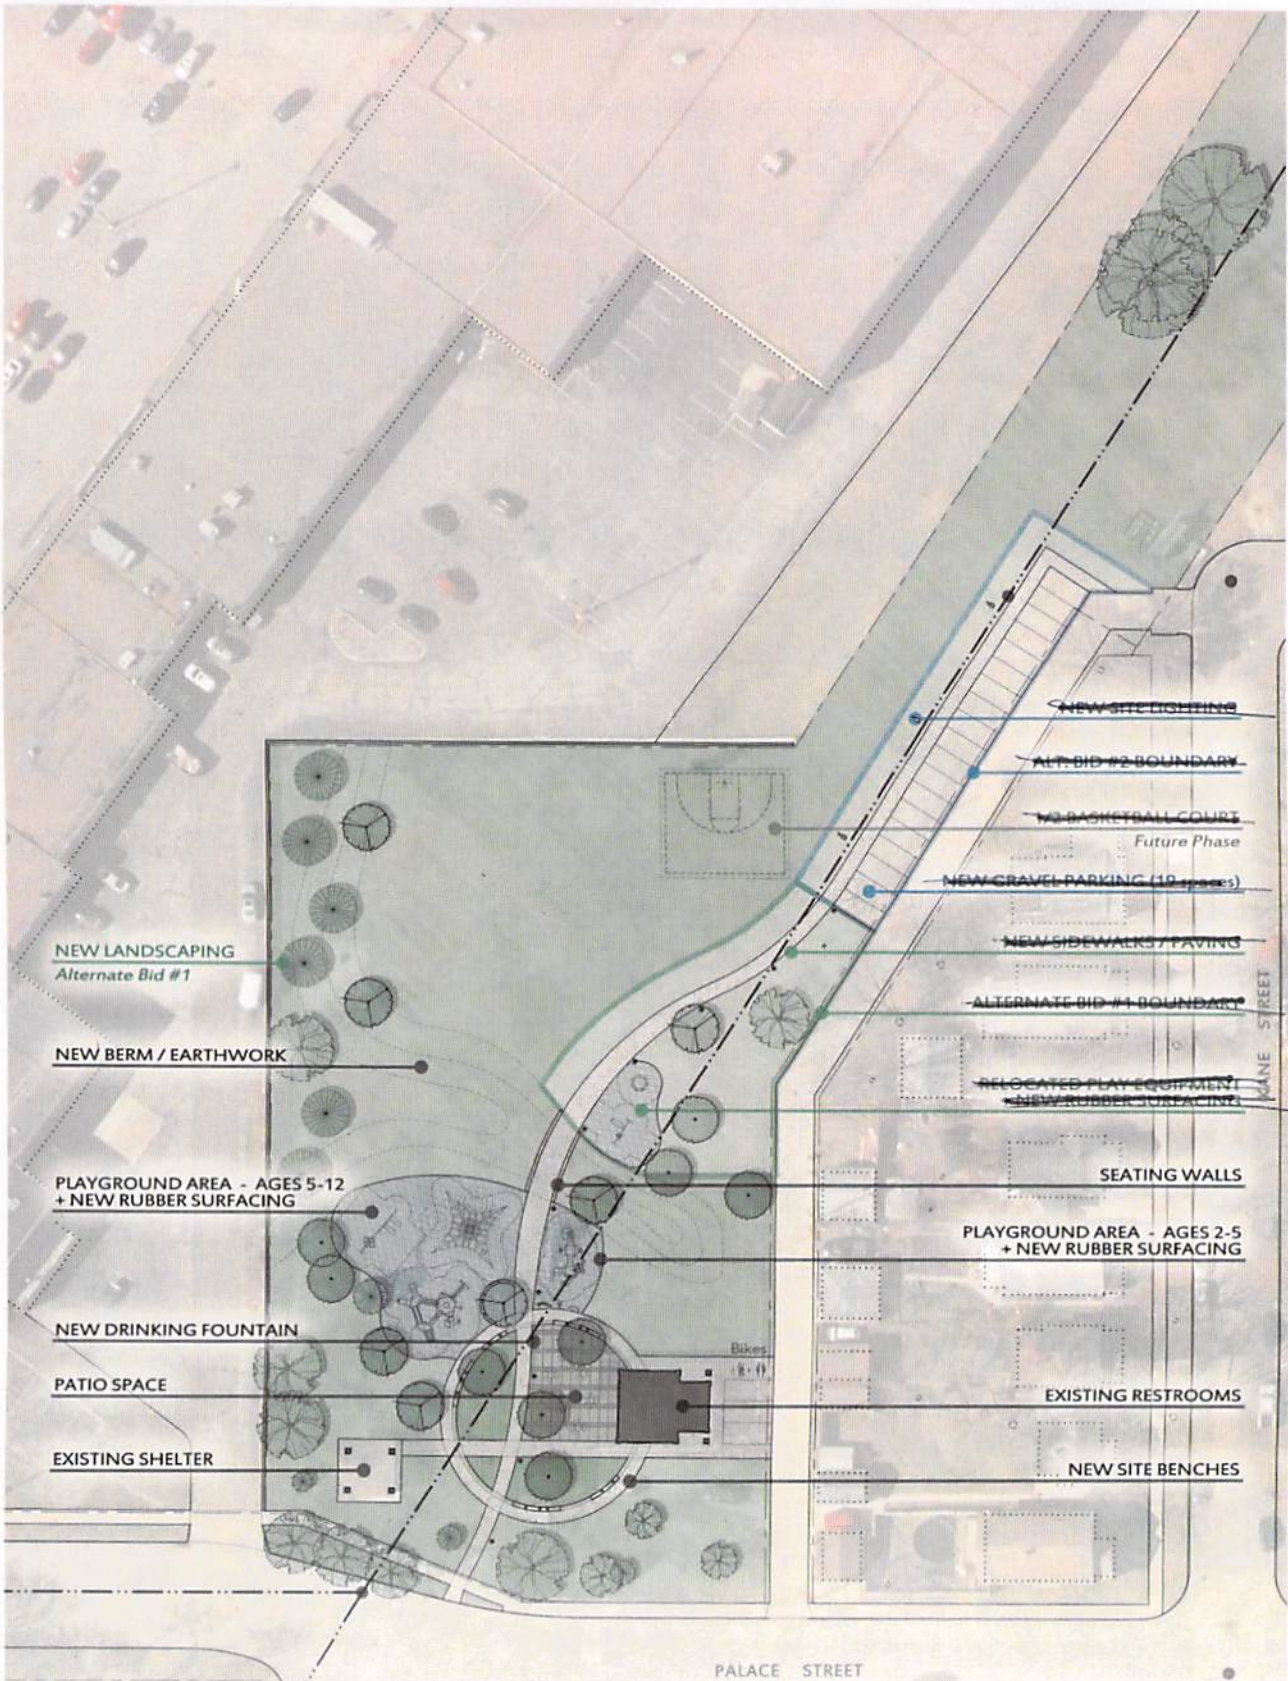 NEW SITE LIGHTING
ALT. BID #2 BOUNDARY
1/2 BASKETBALL COURT
Future Phase
NEW GRAVEL PARKING (19 spaces)
NEW SIDEWALKS / PAVING
NEW LANDSCAPING
Alternate Bid #1
ALTERNATE BID #1 BOUNDARY
KANE STREET
NEW BERM / EARTHWORK
RELOCATED PLAY EQUIPMENT
NEW RUBBER SURFACING
SEATING WALLS
PLAYGROUND AREA - AGES 5-12
+ NEW RUBBER SURFACING
PLAYGROUND AREA - AGES 2-5
+ NEW RUBBER SURFACING
NEW DRINKING FOUNTAIN
Bikes
PATIO SPACE
EXISTING RESTROOMS
EXISTING SHELTER
NEW SITE BENCHES
PALACE STREET